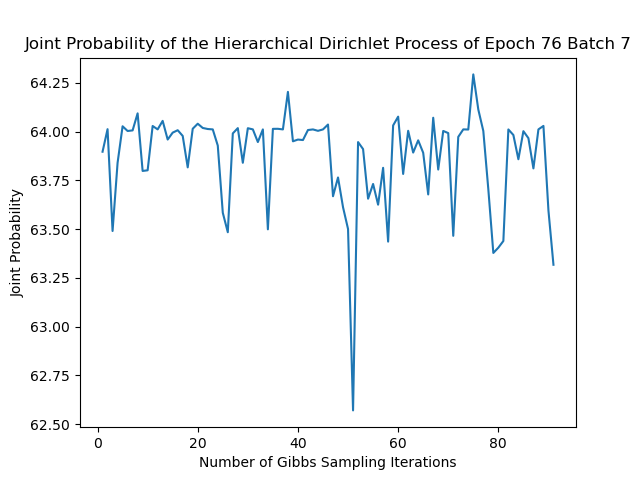 Joint Probability of the Hierarchical Dirichlet Process of Epoch 76 Batch 7
64.25
64.00
63.75
63.50
63.25
63.00
62.75
62.50
Joint Probability
0 20 40 60 80
Number of Gibbs Sampling Iterations